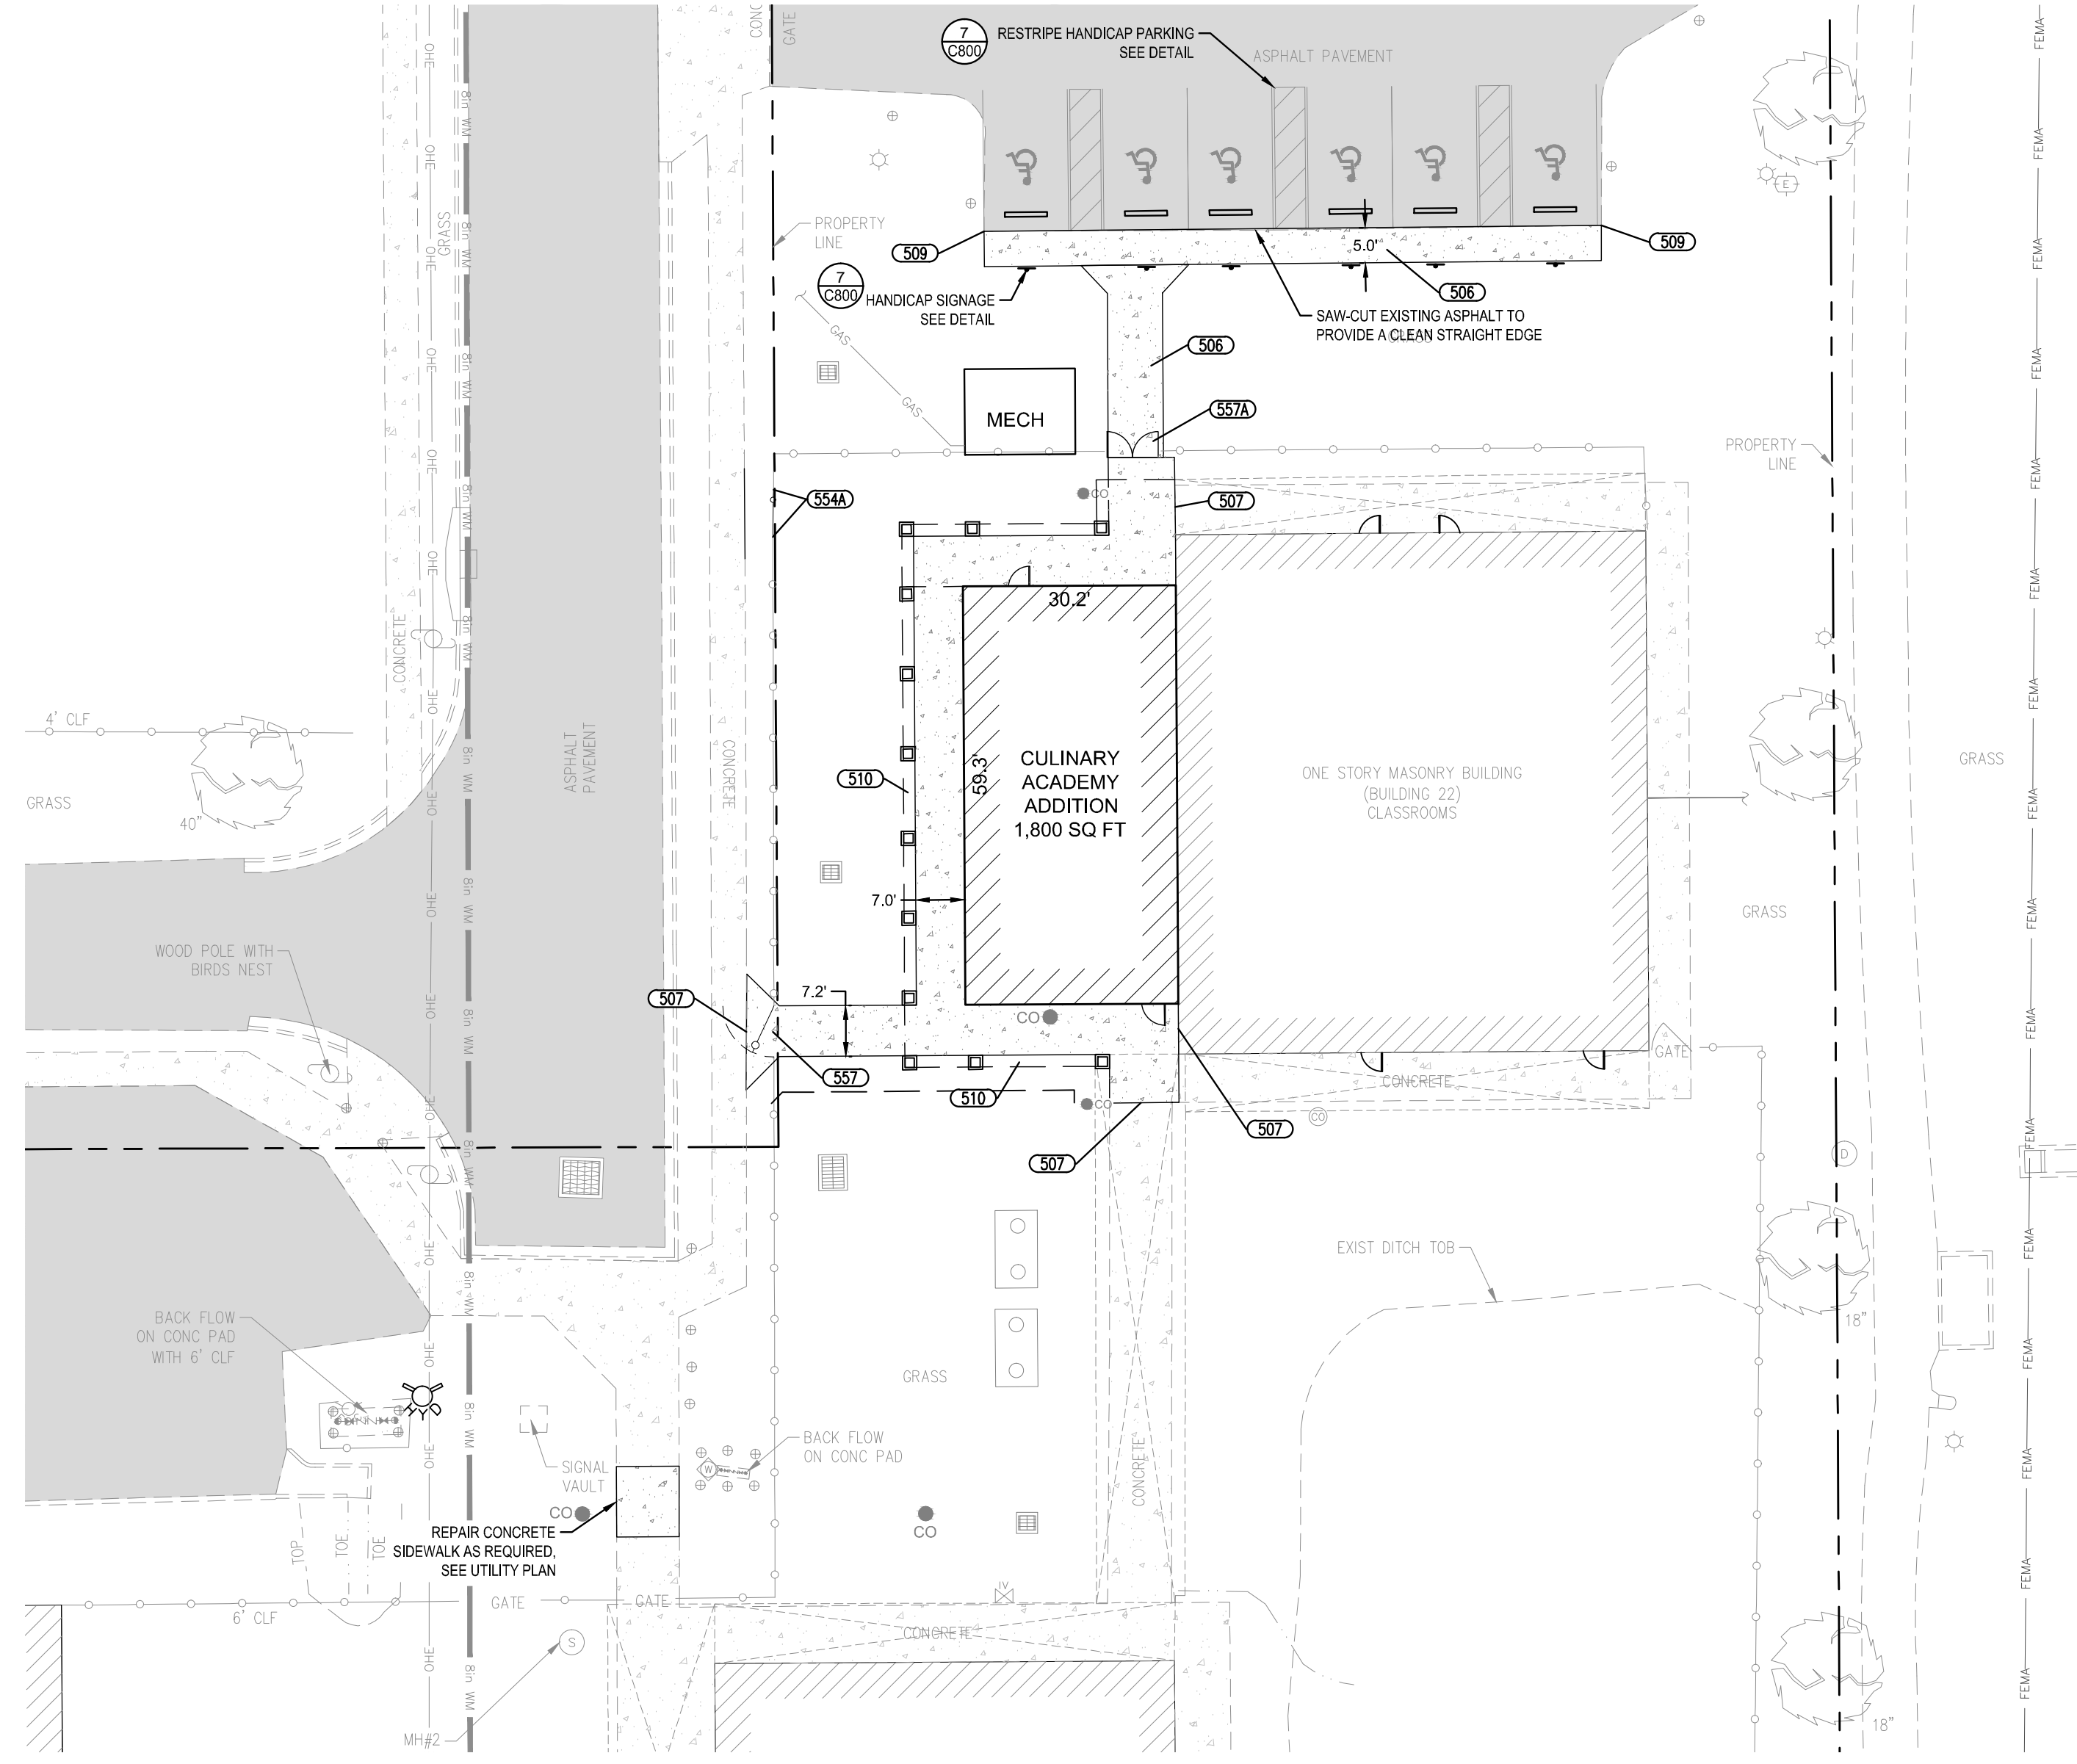 CONC
GATE
7
C800
RESTRIPE HANDICAP PARKING
SEE DETAIL
ASPHALT PAVEMENT
FEMA
OHE
8in WM
GRASS
E
PROPERTY
LINE
509
5.0'
509
506
7
C800
HANDICAP SIGNAGE
SEE DETAIL
SAW-CUT EXISTING ASPHALT TO
PROVIDE A CLEAN STRAIGHT EDGE
GRASS
GAS
GAS
506
557A
MECH
PROPERTY
LINE
554A
CO
507
30.2'
CONCRETE
4' CLF
GRASS
40"
ASPHALT
PAVEMENT
CONCRETE
510
59.3'
CULINARY
ACADEMY
ADDITION
1,800 SQ FT
ONE STORY MASONRY BUILDING
(BUILDING 22)
CLASSROOMS
GRASS
7.0'
GRASS
WOOD POLE WITH
BIRDS NEST
507
7.2'
CO
GATE
557
510
CO
CONCRETE
CO
507
507
D
EXIST DITCH TOB
18"
BACK FLOW
ON CONC PAD
WITH 6' CLF
GRASS
HYD
SIGNAL
VAULT
W
BACK FLOW
ON CONC PAD
CONCRETE
CO
CO
REPAIR CONCRETE
SIDEWALK AS REQUIRED,
SEE UTILITY PLAN
TOP
TOE
TOE
IV
6' CLF
GATE
GATE
S
CONCRETE
MH#2
18"